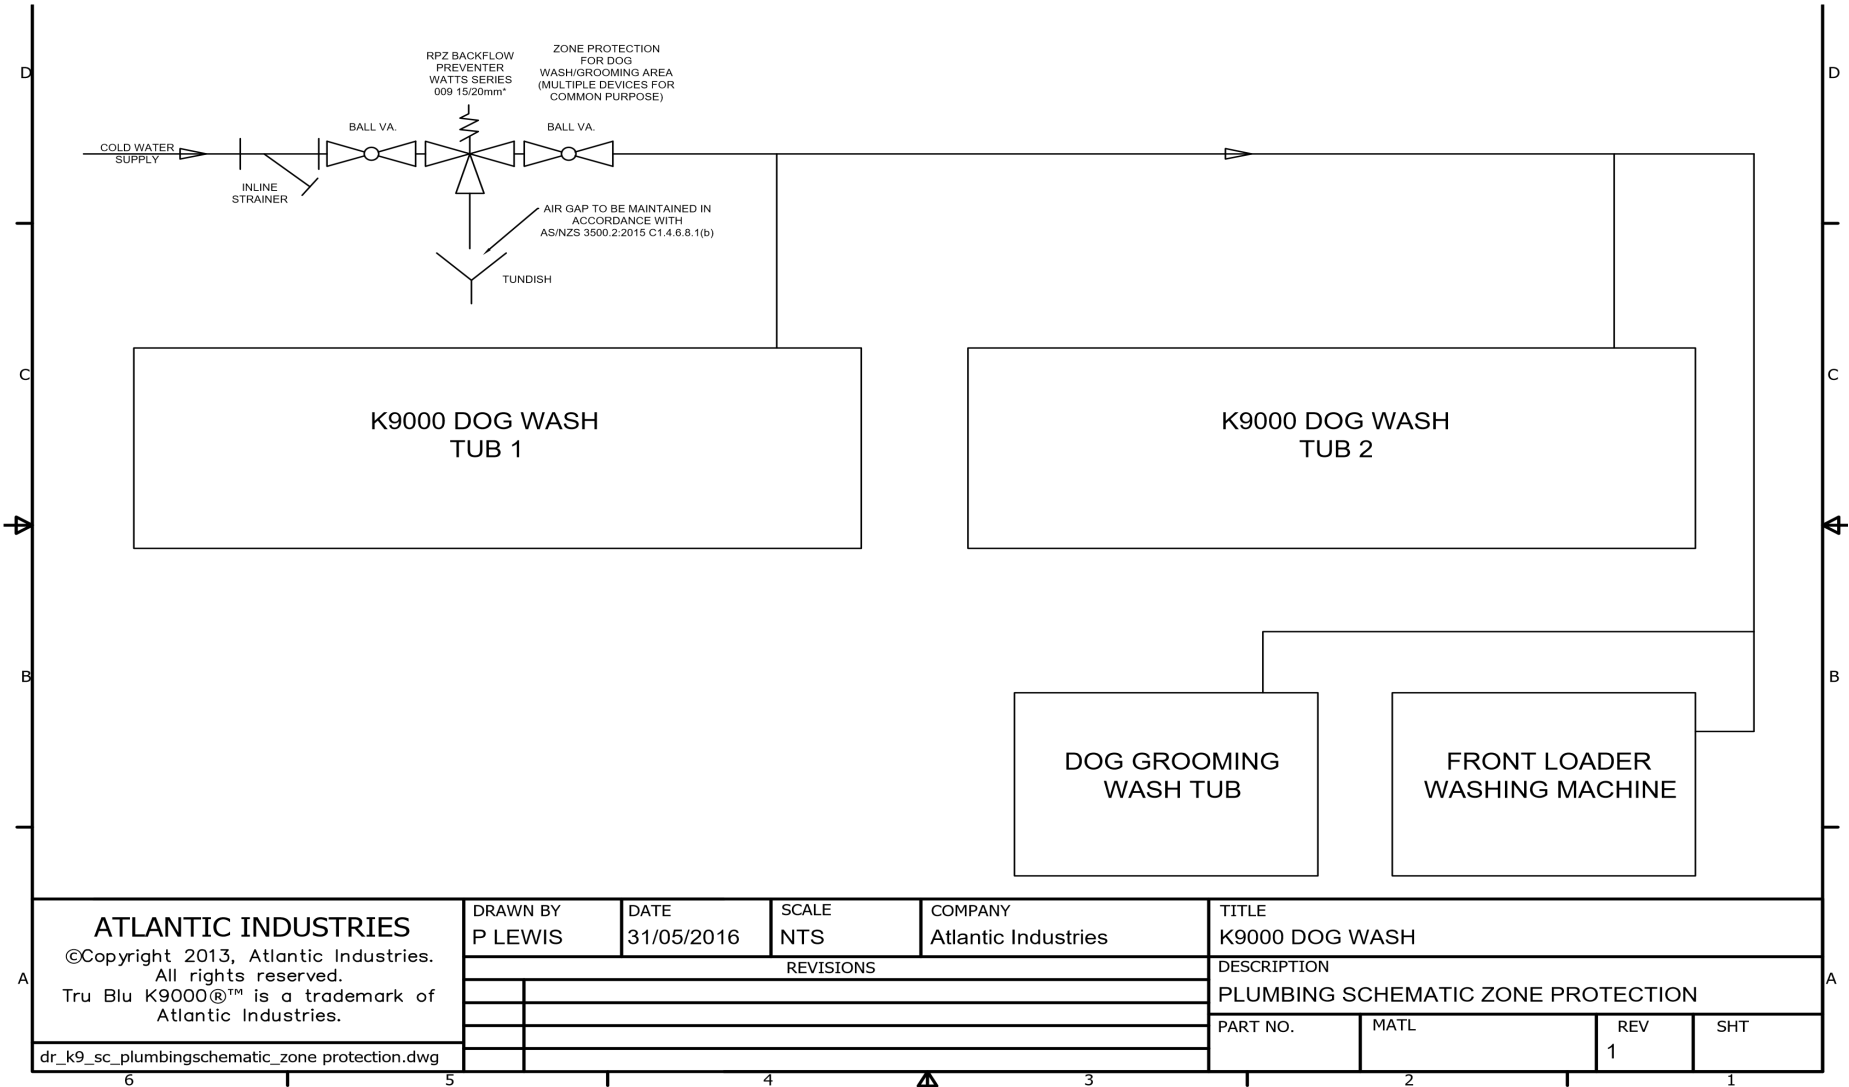 D
D
RPZ BACKFLOW
PREVENTER
WATTS SERIES
009 15/20mm*
ZONE PROTECTION
FOR DOG
WASH/GROOMING AREA
(MULTIPLE DEVICES FOR
COMMON PURPOSE)
BALL VA.
BALL VA.
COLD WATER
SUPPLY
INLINE
STRAINER
AIR GAP TO BE MAINTAINED IN
ACCORDANCE WITH
AS/NZS 3500.2:2015 C1.4.6.8.1(b)
TUNDISH
C
C
K9000 DOG WASH
TUB 1
K9000 DOG WASH
TUB 2
B
B
DOG GROOMING
WASH TUB
FRONT LOADER
WASHING MACHINE
ATLANTIC INDUSTRIES
©Copyright 2013, Atlantic Industries.
All rights reserved.
Tru Blu K9000®™ is a trademark of
Atlantic Industries.
dr_k9_sc_plumbingschematic_zone protection.dwg
DRAWN BY
P LEWIS
DATE
31/05/2016
SCALE
NTS
COMPANY
Atlantic Industries
REVISIONS
TITLE
K9000 DOG WASH
DESCRIPTION
PLUMBING SCHEMATIC ZONE PROTECTION
PART NO.
MATL
REV
1
SHT
A
A
6
5
4
3
2
1